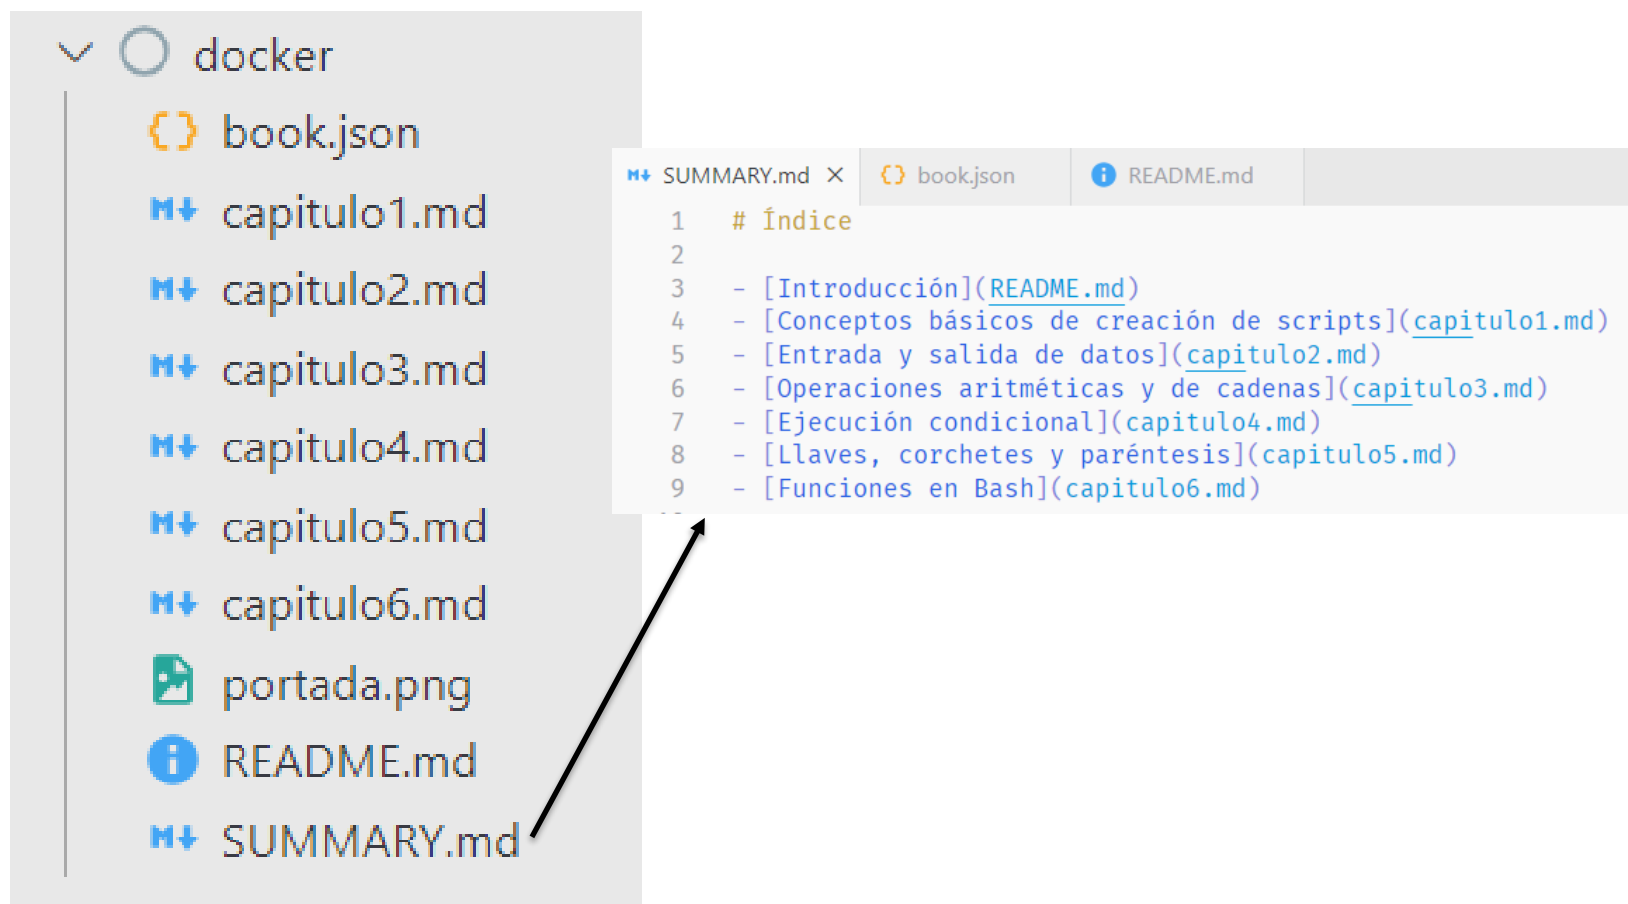 docker
book.json
capitulo1.md
capitulo2.md
capitulo3.md
capitulo4.md
capitulo5.md
capitulo6.md
portada.png
README.md
SUMMARY.md
SUMMARY.md × book.json README.md
1 # Índice
2
3 - [Introducción](README.md)
4 - [Conceptos básicos de creación de scripts](capitulo1.md)
5 - [Entrada y salida de datos](capitulo2.md)
6 - [Operaciones aritméticas y de cadenas](capitulo3.md)
7 - [Ejecución condicional](capitulo4.md)
8 - [Llaves, corchetes y paréntesis](capitulo5.md)
9 - [Funciones en Bash](capitulo6.md)